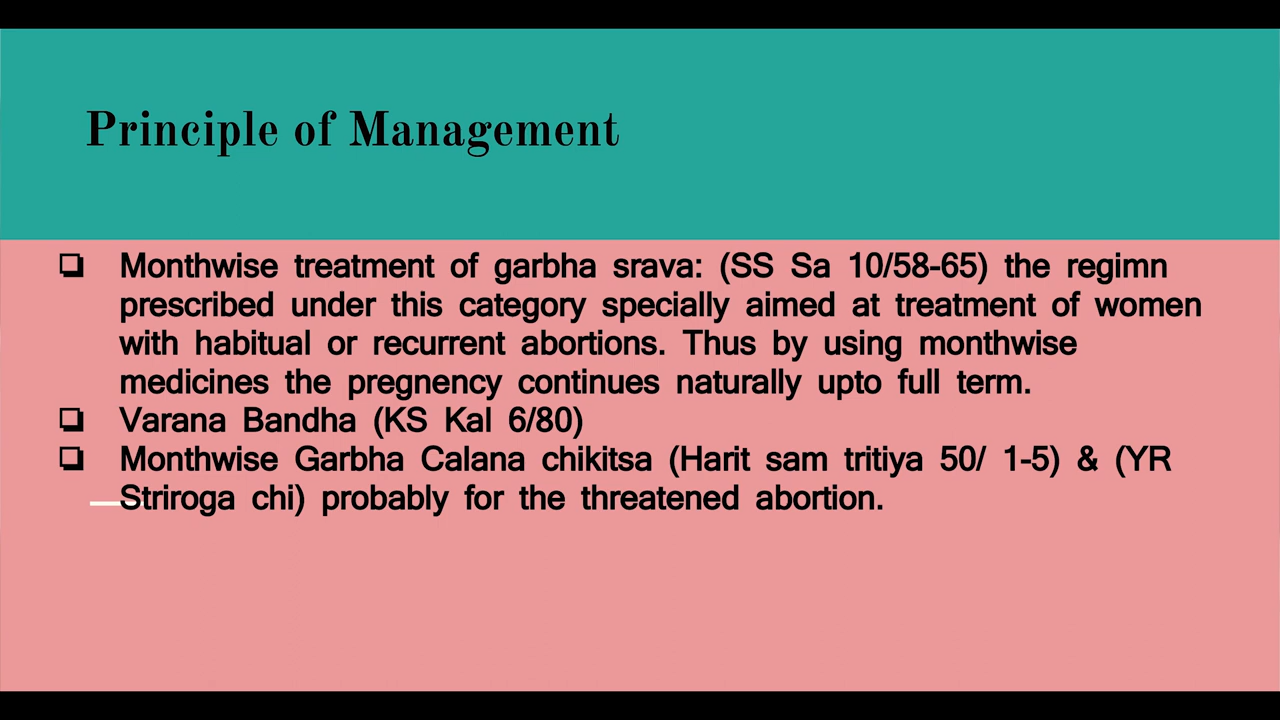 Principle of Management
❏ Monthwise treatment of garbha srava: (SS Sa 10/58-65) the regimn
prescribed under this category specially aimed at treatment of women
with habitual or recurrent abortions. Thus by using monthwise
medicines the pregnency continues naturally upto full term.
❏ Varana Bandha (KS Kal 6/80)
❏ Monthwise Garbha Calana chikitsa (Harit sam tritiya 50/ 1-5) & (YR
Striroga chi) probably for the threatened abortion.